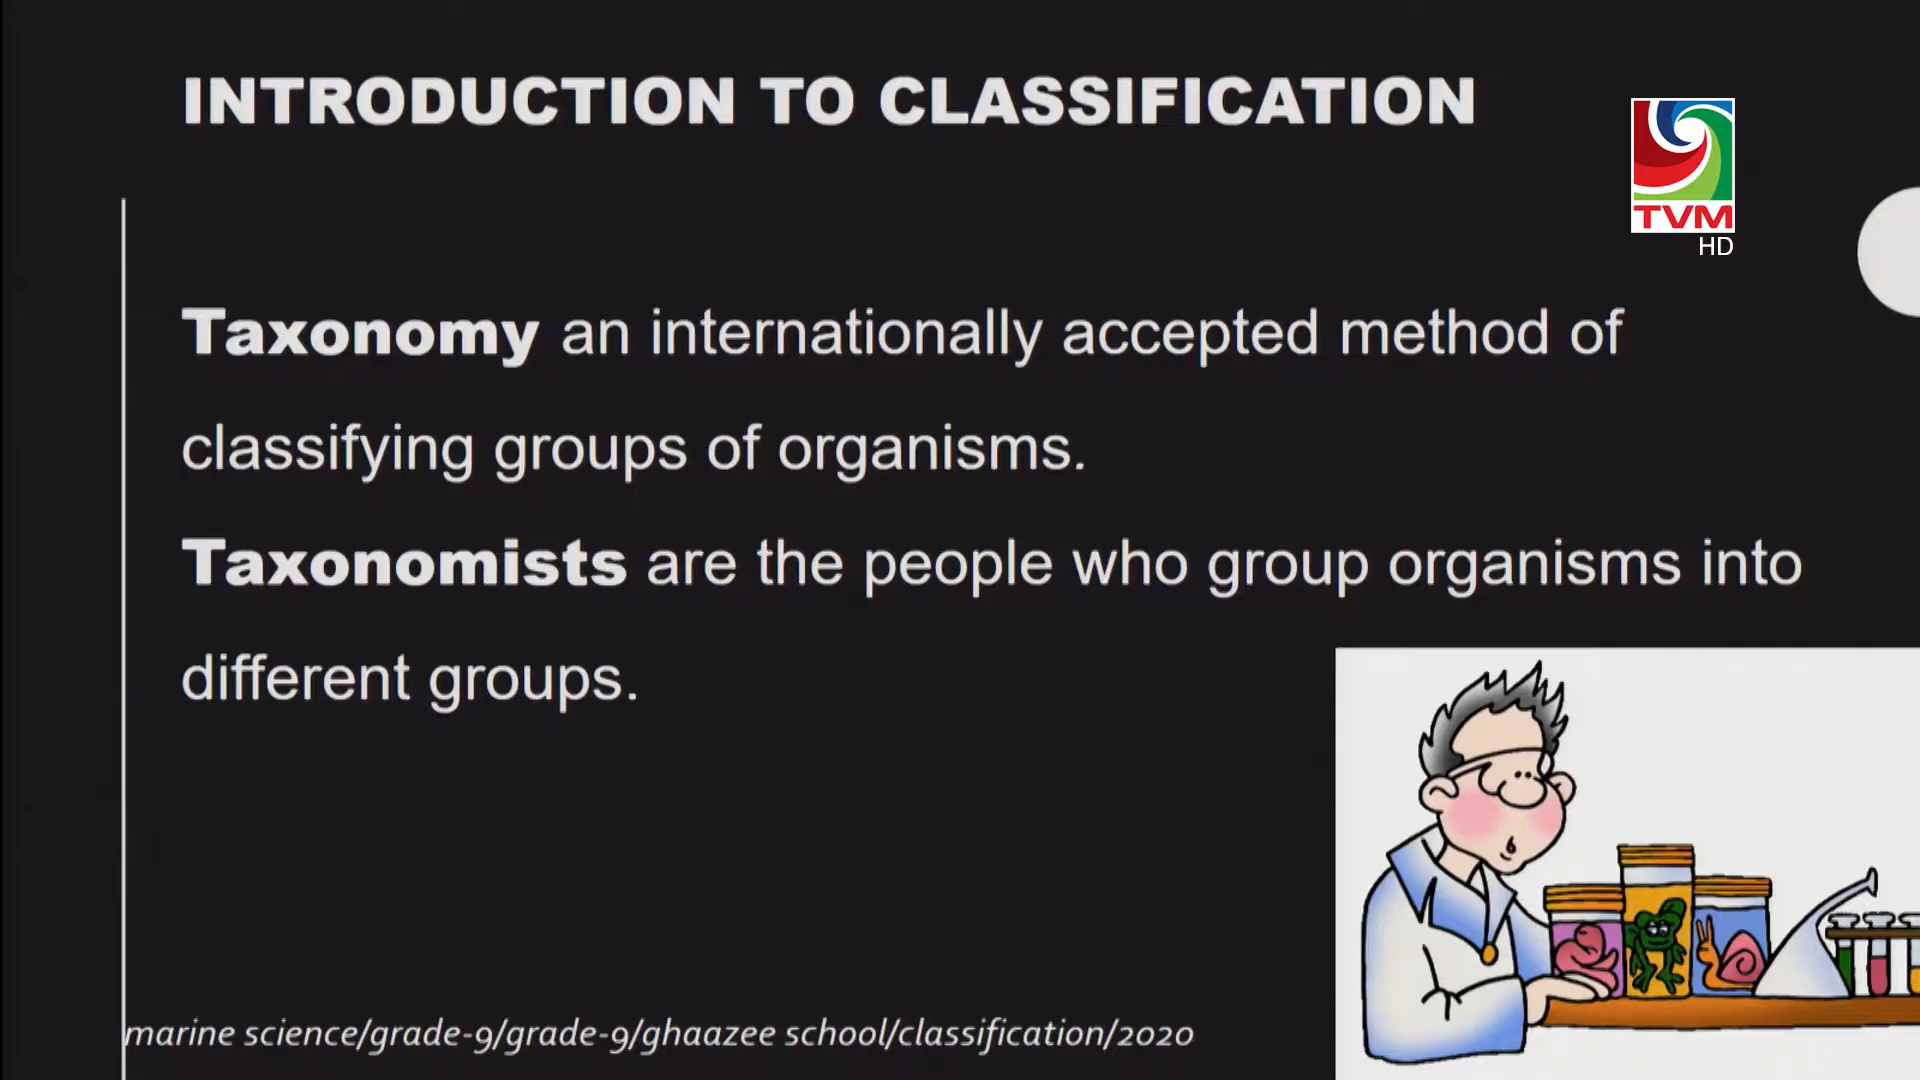 INTRODUCTION TO CLASSIFICATION
TVM
HD
Taxonomy an internationally accepted method of
classifying groups of organisms.
Taxonomists are the people who group organisms into
different groups.
marine science/grade-9/grade-9/ghaazee school/classification/2020